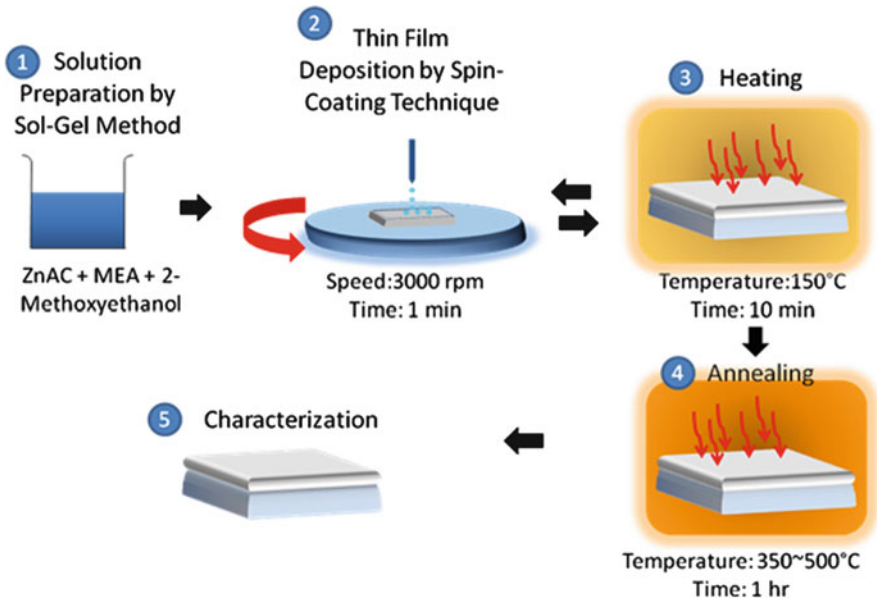 1 Solution
Preparation by
Sol-Gel Method
ZnAC + MEA + 2-
Methoxyethanol
2
Thin Film
Deposition by Spin-
Coating Technique
Speed:3000 rpm
Time: 1 min
3 Heating
Temperature:150°C
Time: 10 min
4 Annealing
Temperature: 350~500°C
Time: 1 hr
5 Characterization